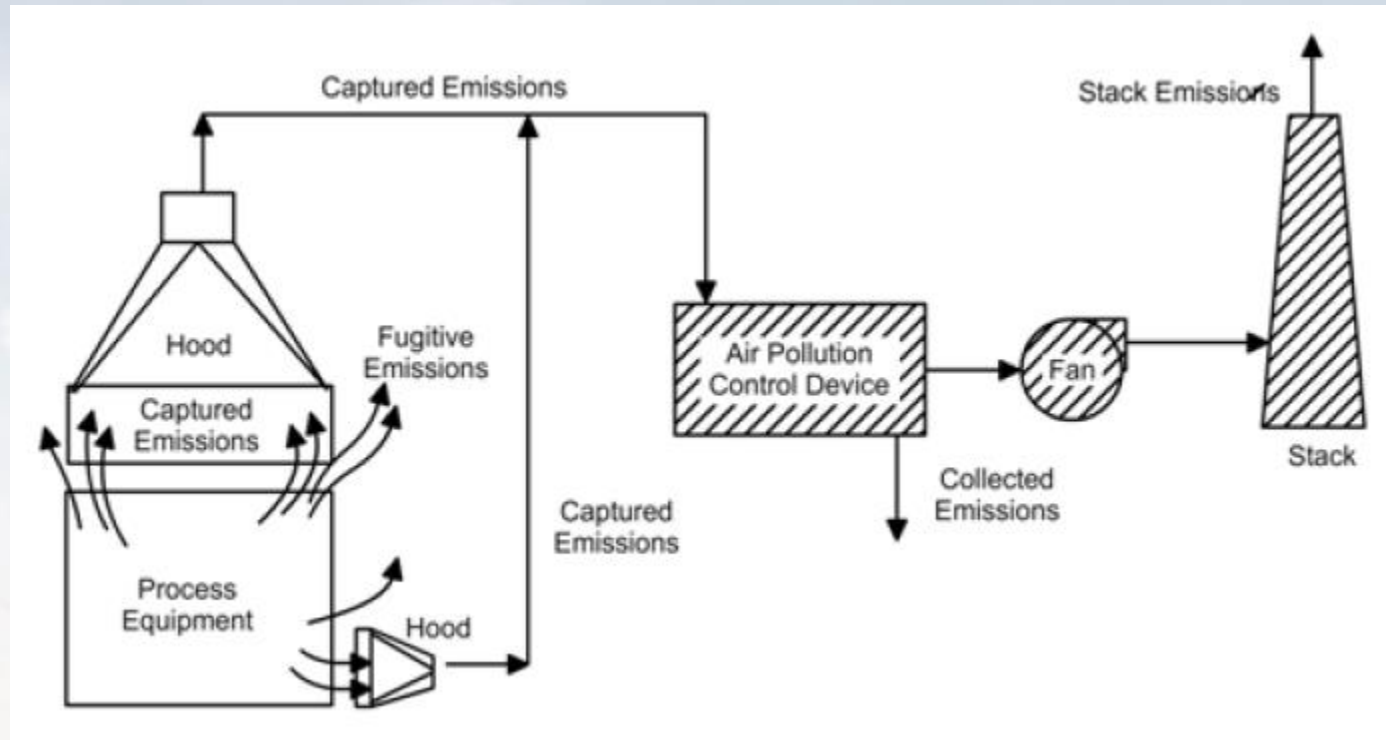 Captured Emissions
Stack Emissions
Hood
Fugitive
Emissions
Captured
Emissions
Air Pollution
Control Device
Fan
Stack
Collected
Emissions
Captured
Emissions
Process
Equipment
Hood